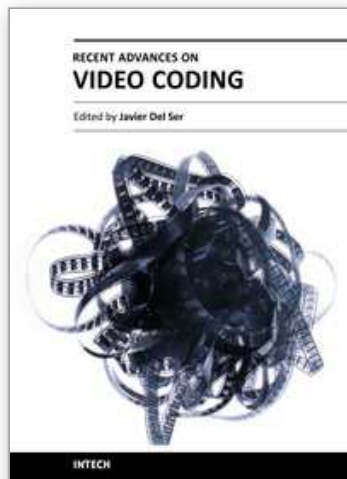 RECENT ADVANCES ON
VIDEO CODING
Edited by Javier Del Ser
INTECH